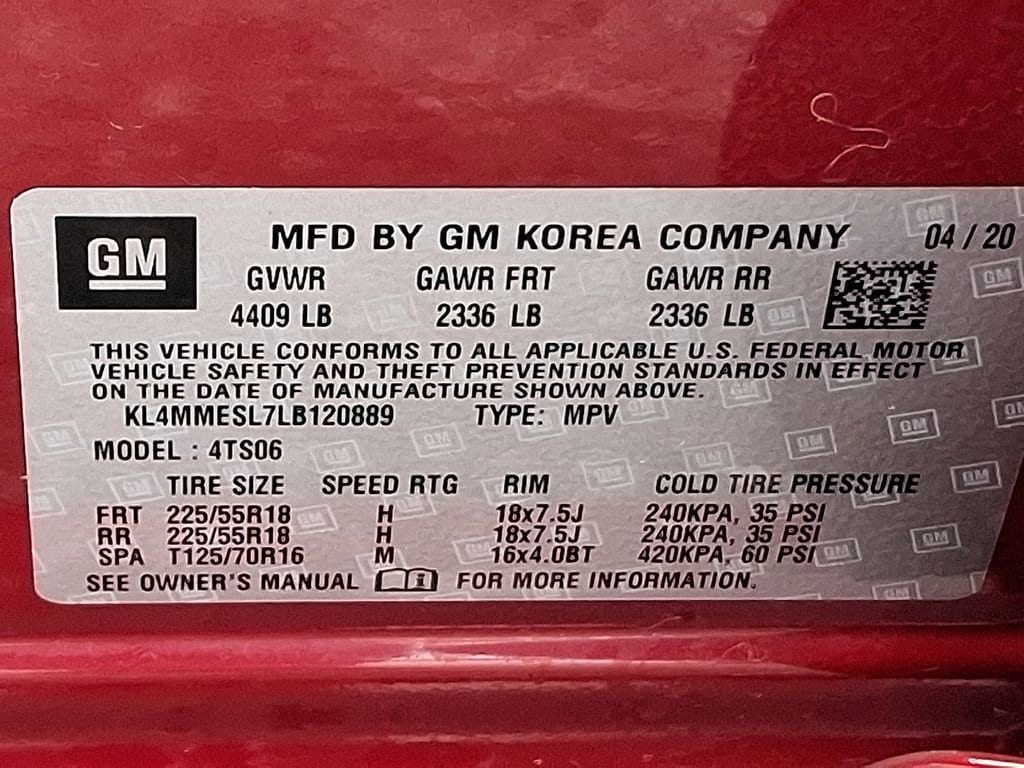 GM
MFD BY GM KOREA COMPANY 04 / 20
GVWR GAWR FRT GAWR RR
4409 LB 2336 LB 2336 LB
THIS VEHICLE CONFORMS TO ALL APPLICABLE U.S. FEDERAL MOTOR
VEHICLE SAFETY AND THEFT PREVENTION STANDARDS IN EFFECT
ON THE DATE OF MANUFACTURE SHOWN ABOVE.
KL4MMESL7LB120889 TYPE: MPV
MODEL : 4TS06
TIRE SIZE SPEED RTG RIM COLD TIRE PRESSURE
FRT 225/55R18 H 18x7.5J 240KPA, 35 PSI
RR 225/55R18 H 18x7.5J 240KPA, 35 PSI
SPA T125/70R16 M 16x4.0BT 420KPA, 60 PSI
SEE OWNER'S MANUAL i FOR MORE INFORMATION.